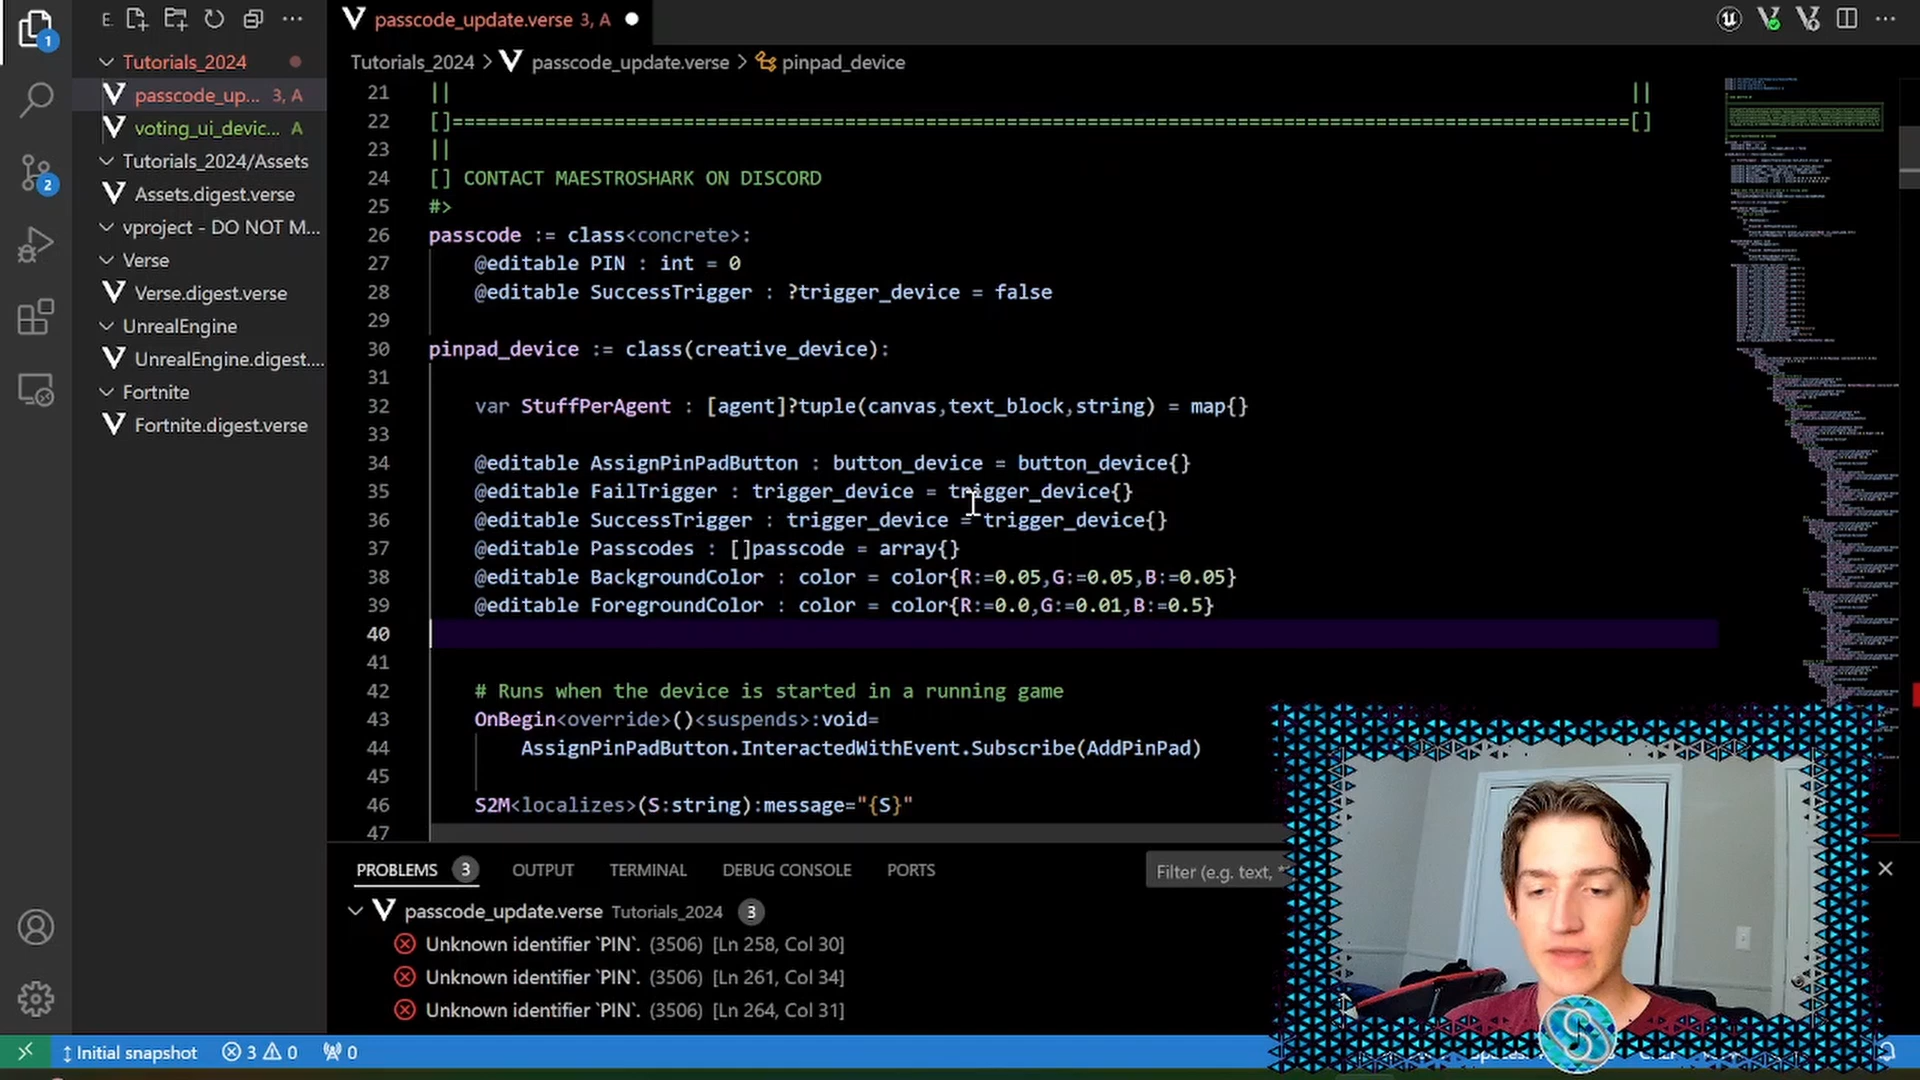 E.
passcode_update.verse 3, A
1
Tutorials_2024
passcode_up... 3, A
voting_ui_devic... A
Tutorials_2024/Assets
Assets.digest.verse
vproject - DO NOT M...
Verse
Verse.digest.verse
UnrealEngine
UnrealEngine.digest....
Fortnite
Fortnite.digest.verse
2
Tutorials_2024 > passcode_update.verse > pinpad_device
21 || ||
22 []======================================================================================================[]
23 ||
24 [] CONTACT MAESTROSHARK ON DISCORD
25 #>
26 passcode := class<concrete>:
27 @editable PIN : int = 0
28 @editable SuccessTrigger : ?trigger_device = false
29
30 pinpad_device := class(creative_device):
31
32 var StuffPerAgent : [agent]?tuple(canvas,text_block,string) = map{}
33
34 @editable AssignPinPadButton : button_device = button_device{}
35 @editable FailTrigger : trigger_device = trigger_device{}
36 @editable SuccessTrigger : trigger_device = trigger_device{}
37 @editable Passcodes : []passcode = array{}
38 @editable BackgroundColor : color = color{R:=0.05,G:=0.05,B:=0.05}
39 @editable ForegroundColor : color = color{R:=0.0,G:=0.01,B:=0.5}
40
41
42 # Runs when the device is started in a running game
43 OnBegin<override>()<suspends>:void=
44 AssignPinPadButton.InteractedWithEvent.Subscribe(AddPinPad)
45
46 S2M<localizes>(S:string):message="{S}"
47
PROBLEMS 3 OUTPUT TERMINAL DEBUG CONSOLE PORTS Filter (e.g. text,
passcode_update.verse Tutorials_2024 3
Unknown identifier `PIN`. (3506) [Ln 258, Col 30]
Unknown identifier `PIN`. (3506) [Ln 261, Col 34]
Unknown identifier `PIN`. (3506) [Ln 264, Col 31]
Initial snapshot 3 0 0